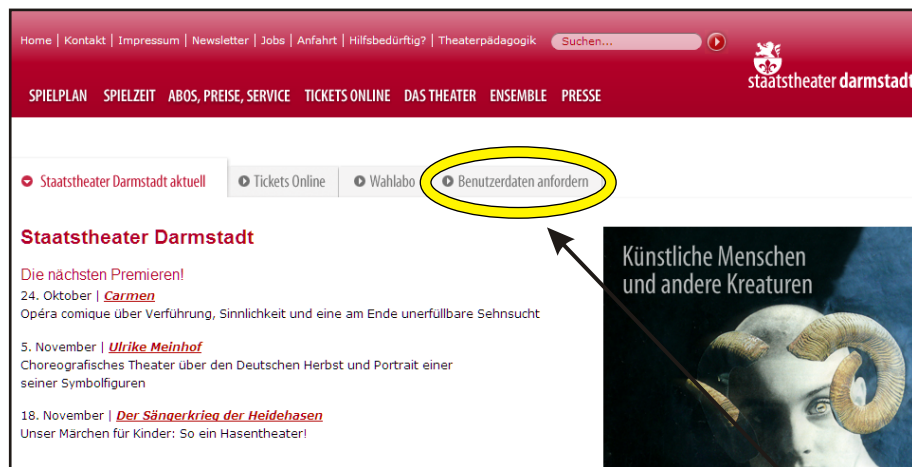 Home | Kontakt | Impressum | Newsletter | Jobs | Anfahrt | Hilfsbedürftig? | Theaterpädagogik Suchen...
staatstheater darmstadt
SPIELPLAN SPIELZEIT ABOS, PREISE, SERVICE TICKETS ONLINE DAS THEATER ENSEMBLE PRESSE
Staatstheater Darmstadt aktuell Tickets Online Wahlabo Benutzerdaten anfordern
Staatstheater Darmstadt
Die nächsten Premieren!
24. Oktober | Carmen
Opéra comique über Verführung, Sinnlichkeit und eine am Ende unerfüllbare Sehnsucht
5. November | Ulrike Meinhof
Choreografisches Theater über den Deutschen Herbst und Portrait einer
seiner Symbolfiguren
18. November | Der Sängerkrieg der Heidehasen
Unser Märchen für Kinder: So ein Hasentheater!
Künstliche Menschen
und andere Kreaturen